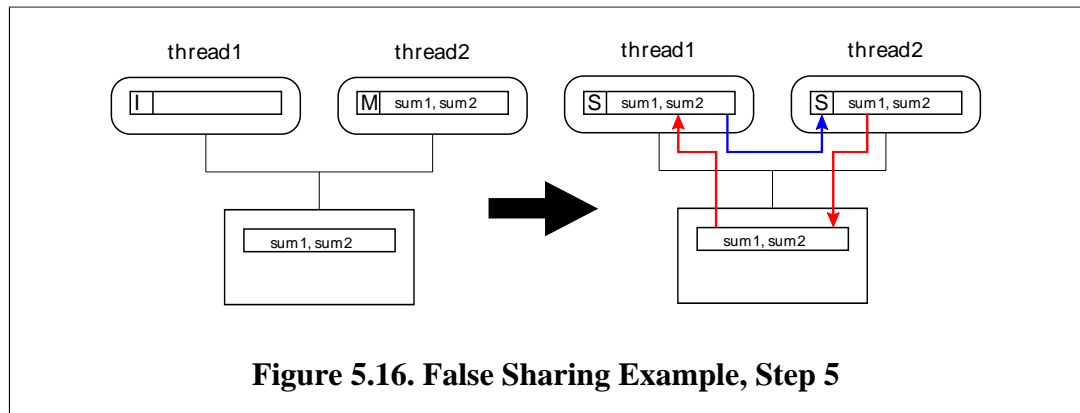 thread1 thread2 thread1 thread2
I M sum1, sum2 S sum1, sum2 S sum1, sum2
sum1, sum2 sum1, sum2
Figure 5.16. False Sharing Example, Step 5